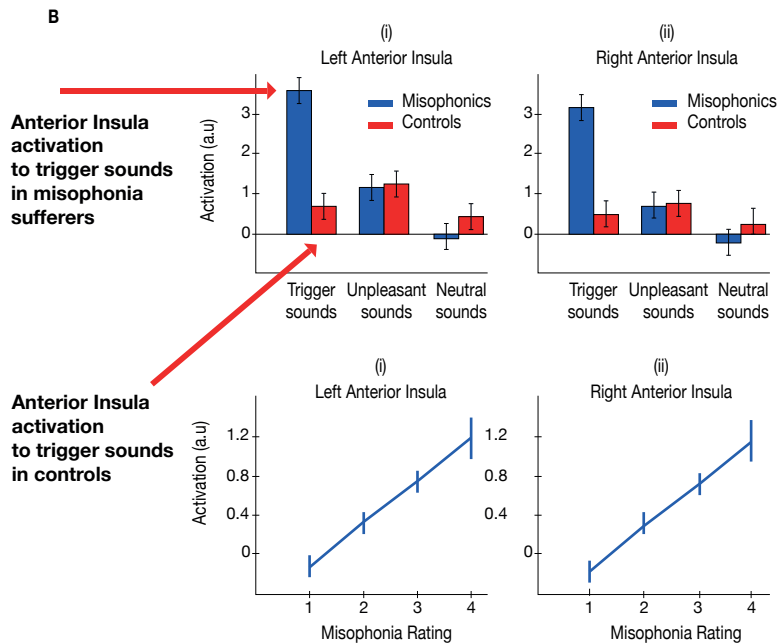 B
(i)
Left Anterior Insula
Activation (a.u)
3
2
1
0
Misophonics
Controls
Trigger
sounds
Unpleasant
sounds
Neutral
sounds
(ii)
Right Anterior Insula
3
2
1
0
Misophonics
Controls
Trigger
sounds
Unpleasant
sounds
Neutral
sounds
Anterior Insula
activation
to trigger sounds
in misophonia
sufferers
Anterior Insula
activation
to trigger sounds
in controls
(i)
Left Anterior Insula
Activation (a.u)
1.2
0.8
0.4
0
1 2 3 4
Misophonia Rating
(ii)
Right Anterior Insula
1.2
0.8
0.4
0
1 2 3 4
Misophonia Rating